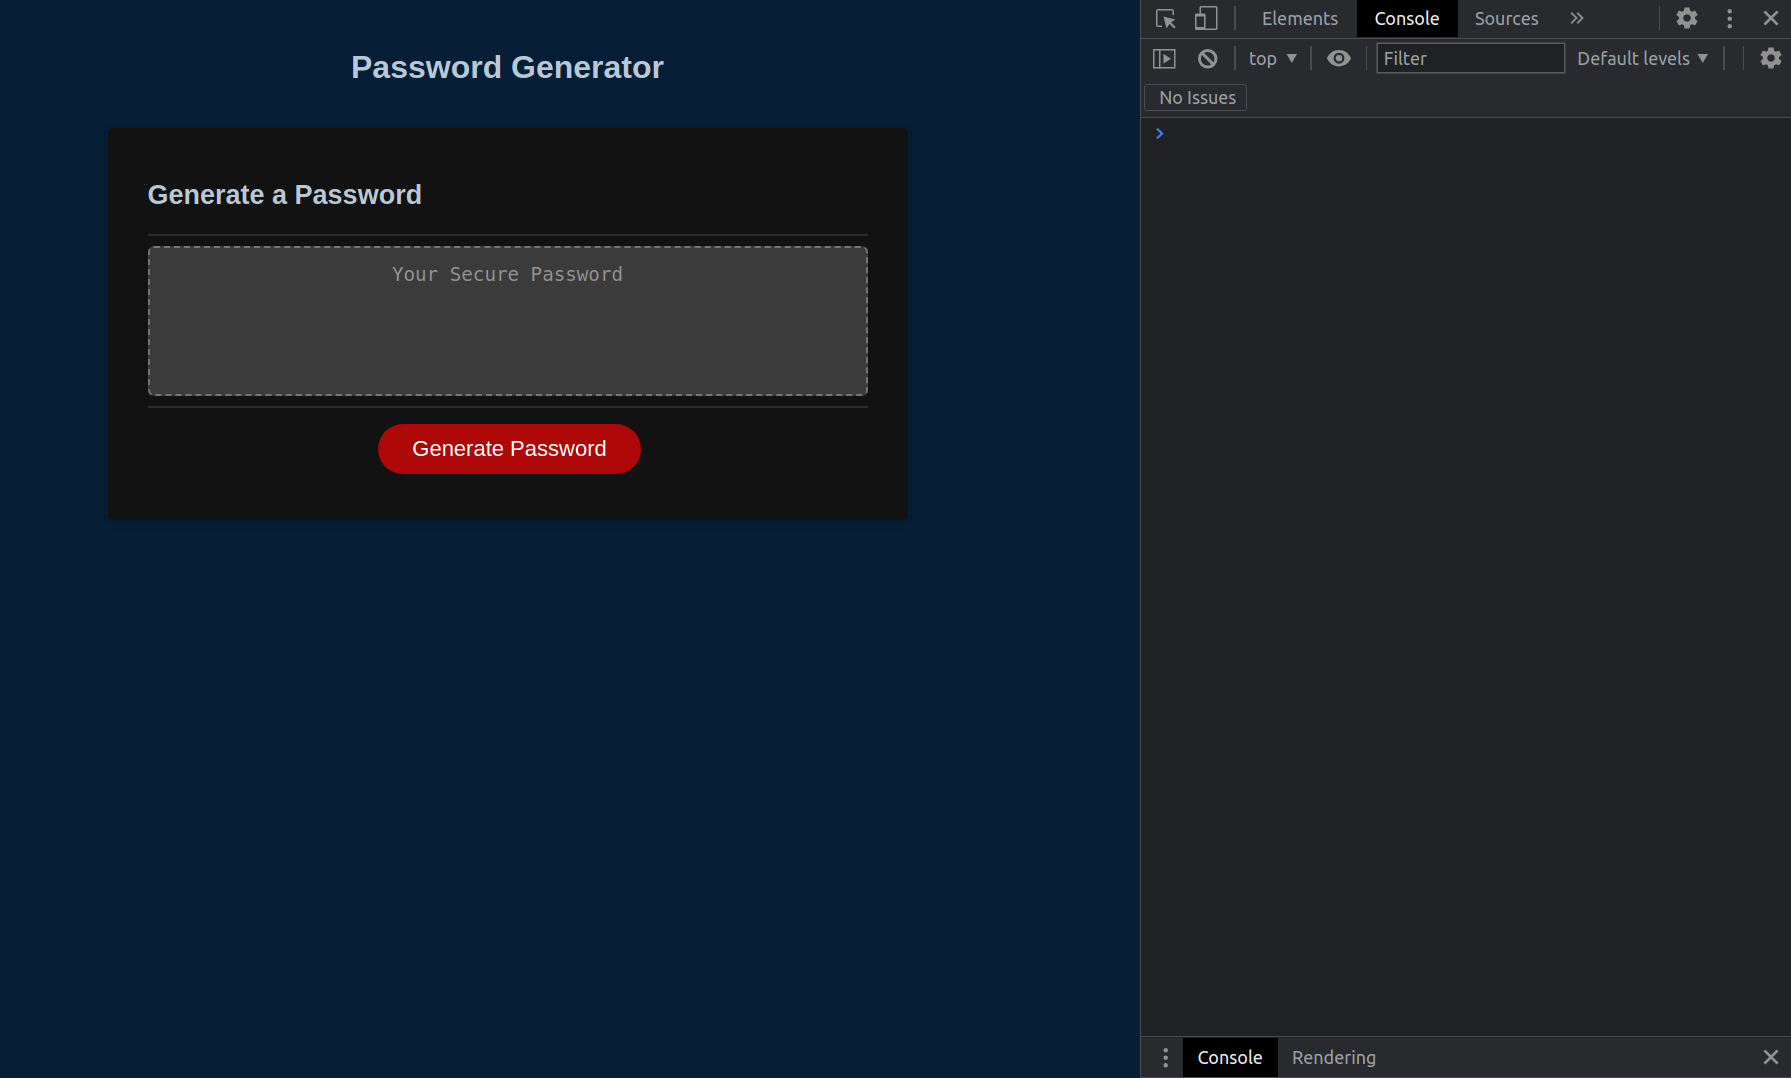 Password Generator
Generate a Password
Your Secure Password
Generate Password
Elements Console Sources
top Filter Default levels
No Issues
Console Rendering